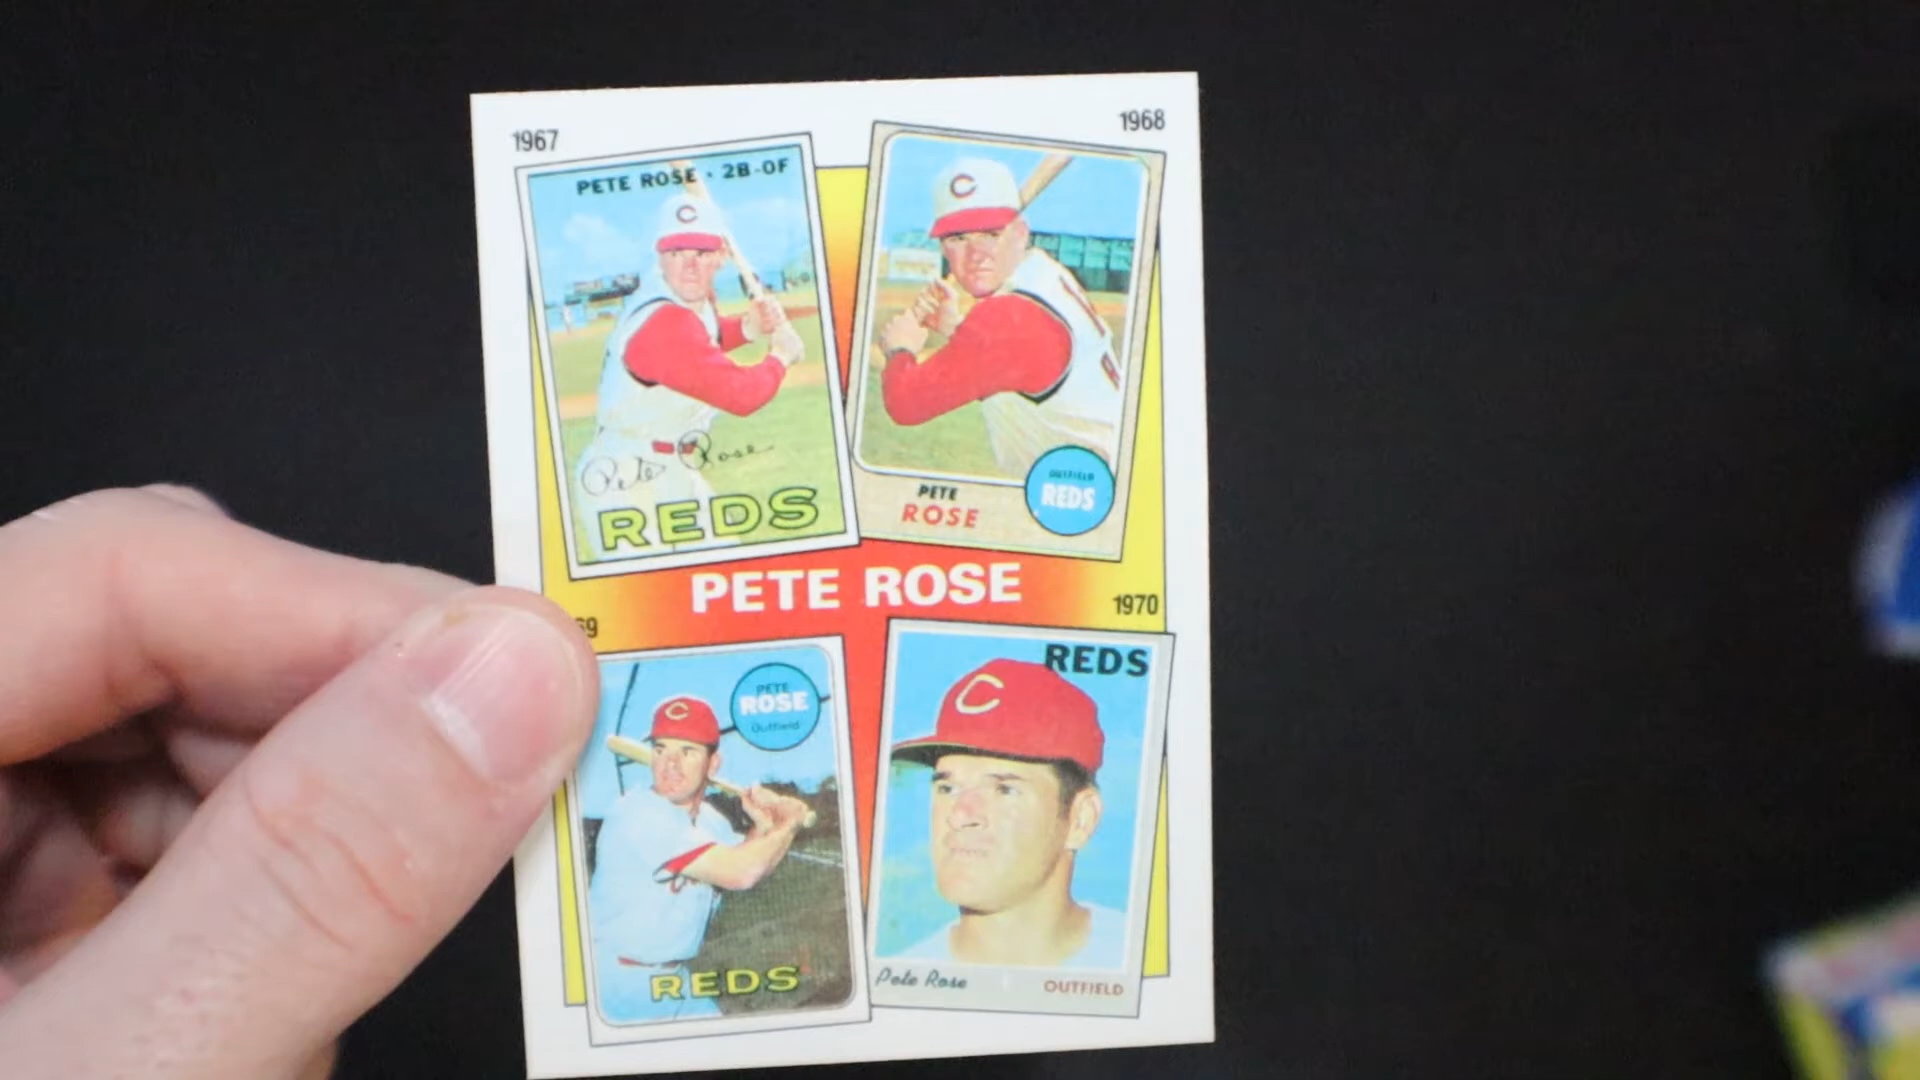 1967
PETE ROSE • 2B-OF
C
Pete Rose
REDS
1968
C
PETE
ROSE
OUTFIELD
REDS
PETE ROSE
69
C
PETE
ROSE
Outfield
REDS
1970
REDS
C
Pete Rose
OUTFIELD